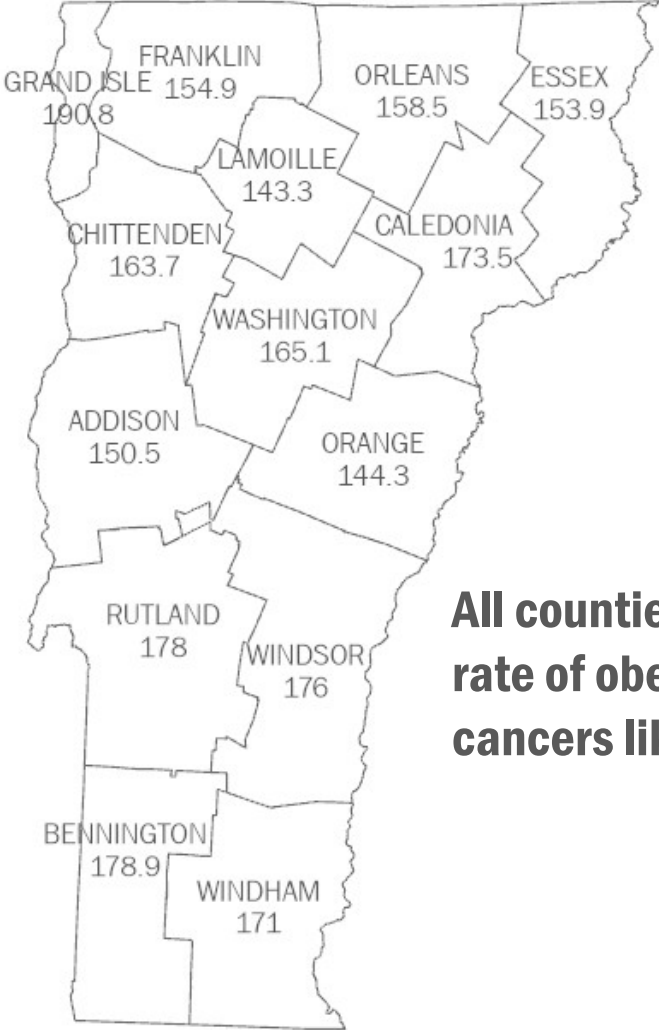 FRANKLIN
154.9
GRAND ISLE
190.8
ORLEANS
158.5
ESSEX
153.9
LAMOILLE
143.3
CHITTENDEN
163.7
CALEDONIA
173.5
WASHINGTON
165.1
ADDISON
150.5
ORANGE
144.3
RUTLAND
178
WINDSOR
176
BENNINGTON
178.9
WINDHAM
171
All countie
rate of obe
cancers lil